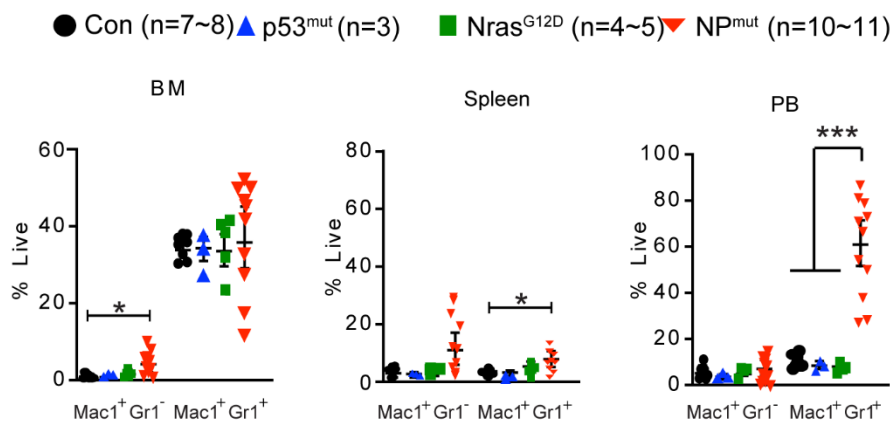 Con (n=7~8) p53mut (n=3) NrasG12D (n=4~5) NPmut (n=10~11)
BM Spleen PB
% Live
60
40
20
0
*
Mac1+ Gr1- Mac1+ Gr1+
% Live
80
60
40
20
0
*
Mac1+ Gr1- Mac1+ Gr1+
% Live
100
80
60
40
20
0
***
Mac1+ Gr1- Mac1+ Gr1+